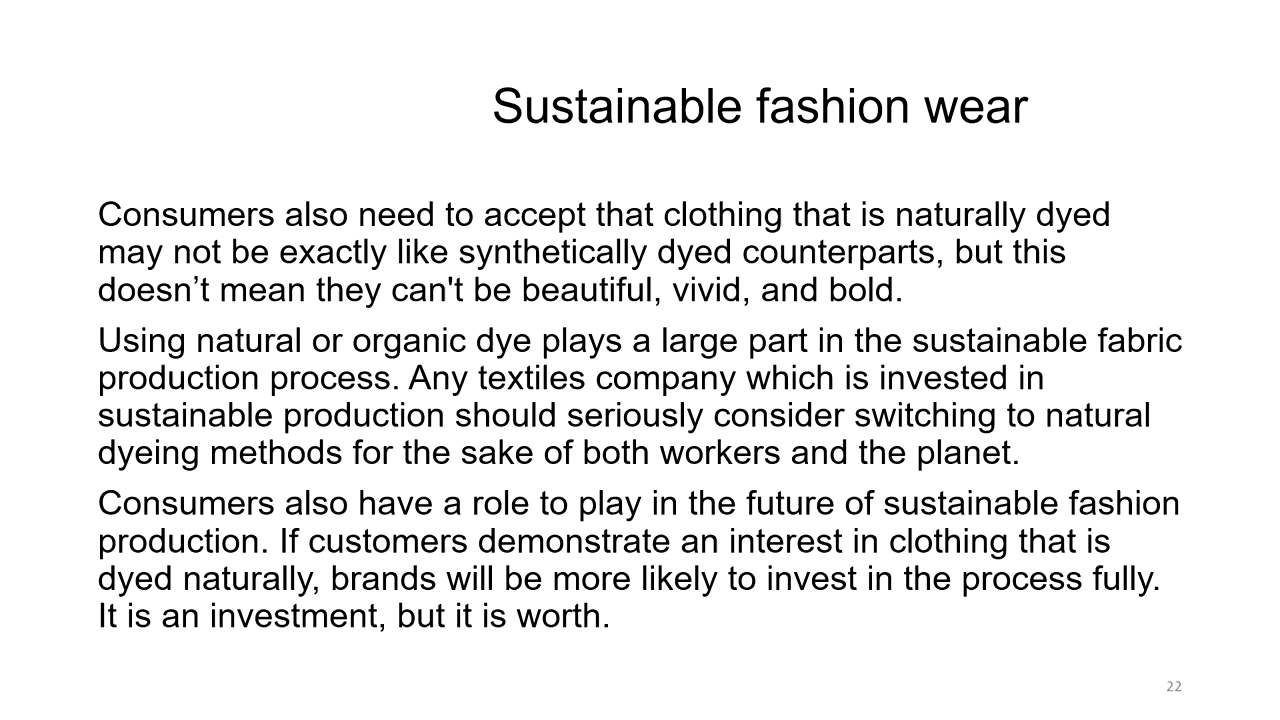 Sustainable fashion wear
Consumers also need to accept that clothing that is naturally dyed
may not be exactly like synthetically dyed counterparts, but this
doesn’t mean they can't be beautiful, vivid, and bold.
Using natural or organic dye plays a large part in the sustainable fabric
production process. Any textiles company which is invested in
sustainable production should seriously consider switching to natural
dyeing methods for the sake of both workers and the planet.
Consumers also have a role to play in the future of sustainable fashion
production. If customers demonstrate an interest in clothing that is
dyed naturally, brands will be more likely to invest in the process fully.
It is an investment, but it is worth.
22